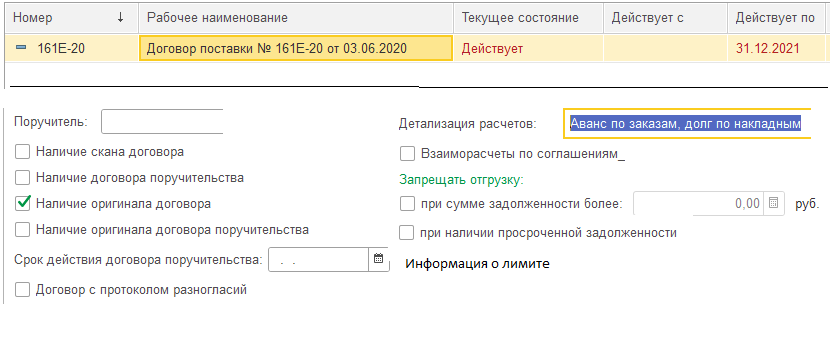 Номер ↓ Рабочее наименование Текущее состояние Действует с Действует по
161Е-20 Договор поставки № 161Е-20 от 03.06.2020 Действует 31.12.2021
Поручитель: Детализация расчетов: Аванс по заказам, долг по накладным
Наличие скана договора Взаиморасчеты по соглашениям_
Наличие договора поручительства Запрещать отгрузку:
Наличие оригинала договора при сумме задолженности более: 0,00 руб.
Наличие оригинала договора поручительства при наличии просроченной задолженности
Срок действия договора поручительства: . . Информация о лимите
Договор с протоколом разногласий